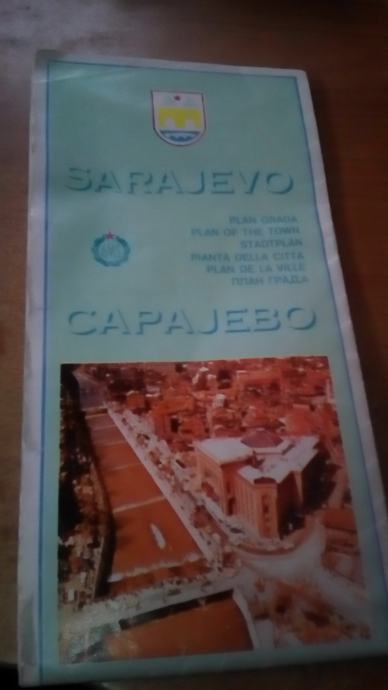 SARAJEVO
PLAN GRADA
PLAN OF THE TOWN
STADTPLAN
PIANTA DELLA CITTA
PLAN DE LA VILLE
ПЛАН ГРАДА
САРАЈЕВО